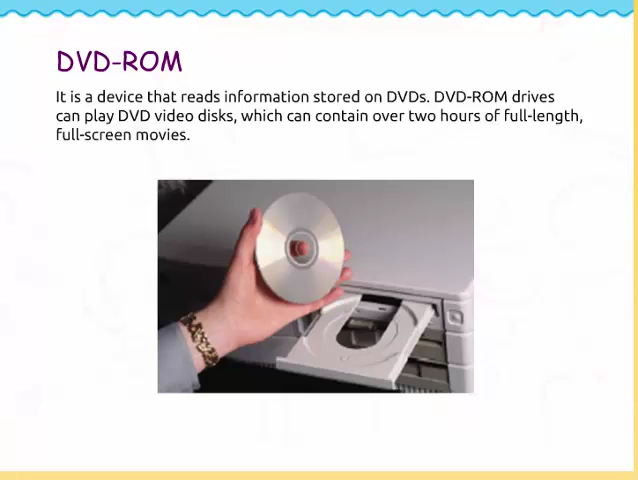 DVD-ROM
It is a device that reads information stored on DVDs. DVD-ROM drives
can play DVD video disks, which can contain over two hours of full-length,
full-screen movies.